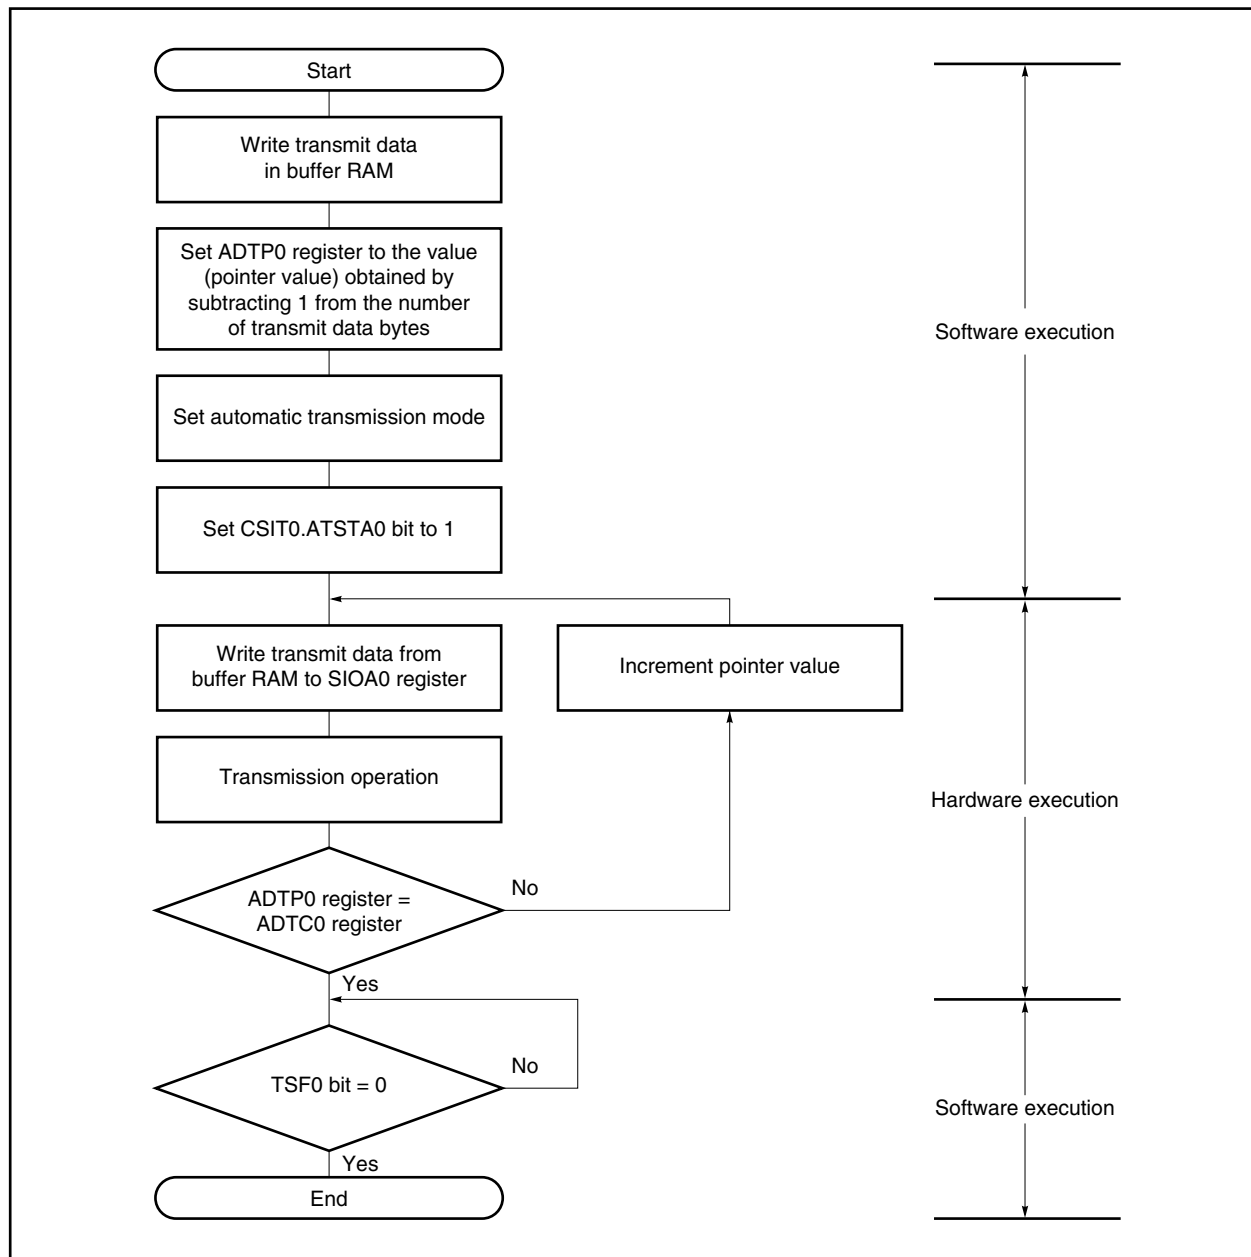 Start
Write transmit data
in buffer RAM
Set ADTP0 register to the value
(pointer value) obtained by
subtracting 1 from the number
of transmit data bytes
Software execution
Set automatic transmission mode
Set CSIT0.ATSTA0 bit to 1
Write transmit data from
buffer RAM to SIOA0 register
Increment pointer value
Transmission operation
Hardware execution
ADTP0 register =
ADTC0 register
No
Yes
TSF0 bit = 0
No
Software execution
Yes
End